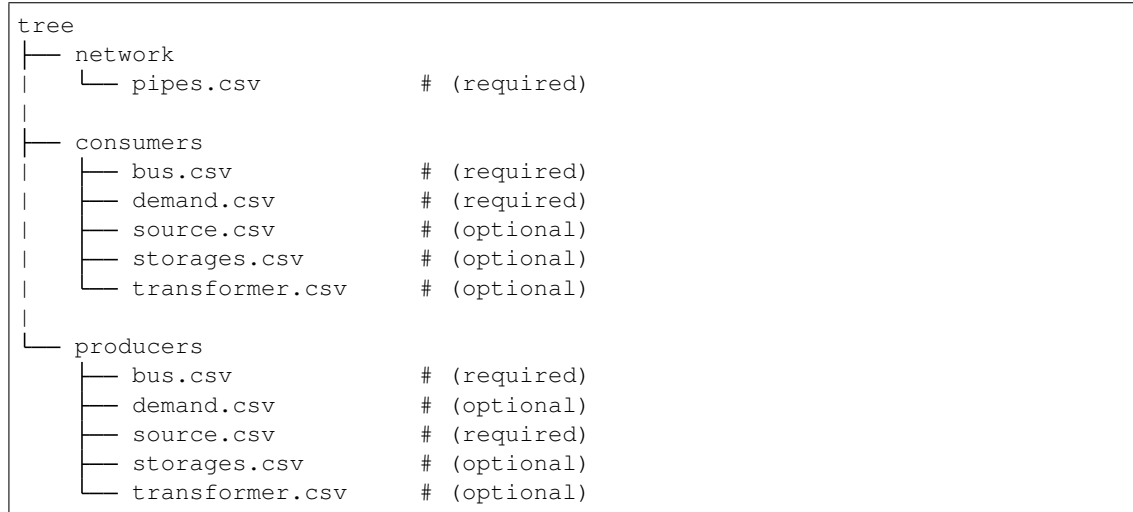 tree
├── network
|   └── pipes.csv           # (required)
|
├── consumers
|   ├── bus.csv             # (required)
|   ├── demand.csv          # (required)
|   ├── source.csv          # (optional)
|   ├── storages.csv        # (optional)
|   └── transformer.csv     # (optional)
|
└── producers
    ├── bus.csv             # (required)
    ├── demand.csv          # (optional)
    ├── source.csv          # (required)
    ├── storages.csv        # (optional)
    └── transformer.csv     # (optional)